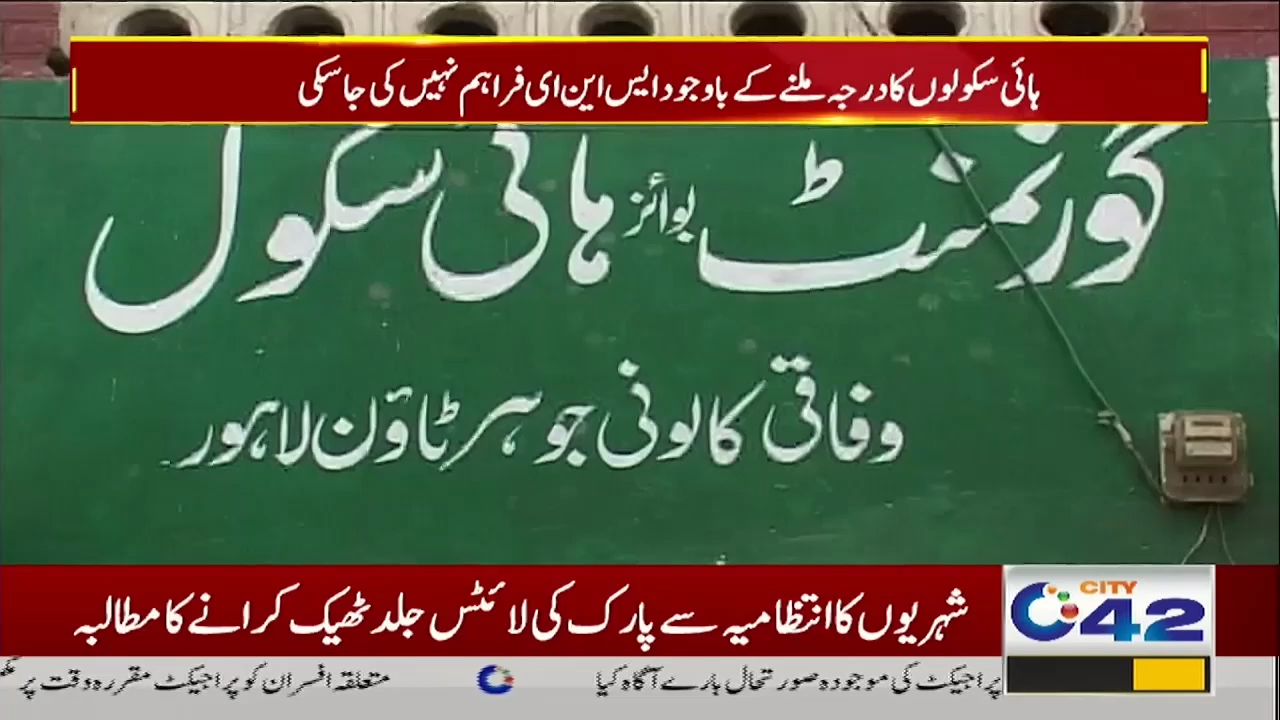 ہائی سکولوں کا درجہ ملنے کے باوجود ایس این ای فراہم نہیں کی جا سکی
گورنمنٹ بوائز ہائی سکول
وفاقی کالونی جوہر ٹاؤن لاہور
شہریوں کا انتظامیہ سے پارک کی لائٹس جلد ٹھیک کرانے کا مطالبہ
CITY
42
پراجیکٹ کی موجودہ صورتحال بارے آگاہ کیا
متعلقہ افسران کو پراجیکٹ مقررہ وقت پر